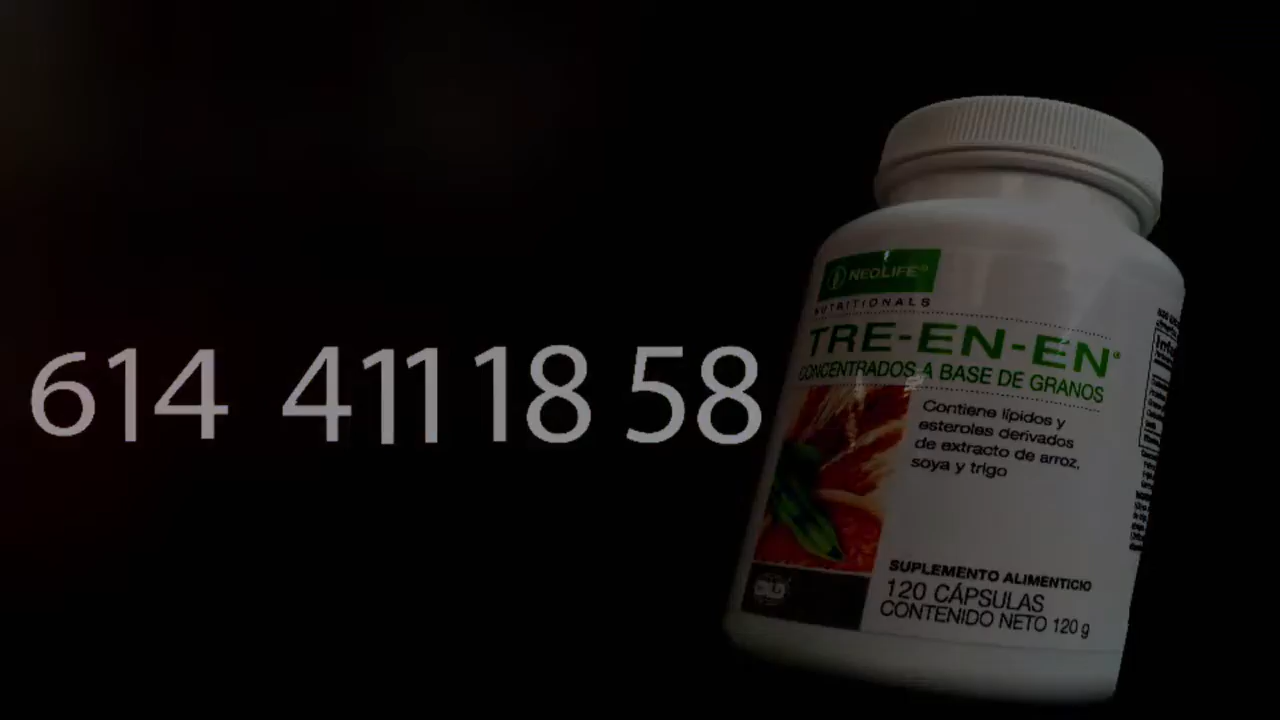 614 411 18 58
NEOLIFE®
NUTRITIONALS
TRE-EN-EN®
CONCENTRADOS A BASE DE GRANOS
Contiene lípidos y
esteroles derivados
de extracto de arroz,
soya y trigo
SUPLEMENTO ALIMENTICIO
120 CÁPSULAS
CONTENIDO NETO 120 g